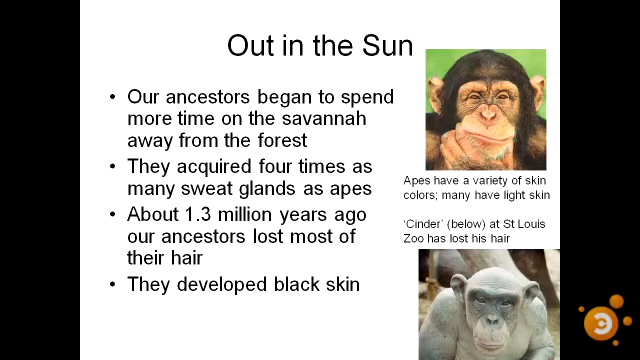 Out in the Sun
• Our ancestors began to spend
more time on the savannah
away from the forest
• They acquired four times as
many sweat glands as apes
• About 1.3 million years ago
our ancestors lost most of
their hair
• They developed black skin
Apes have a variety of skin
colors; many have light skin
‘Cinder’ (below) at St Louis
Zoo has lost his hair